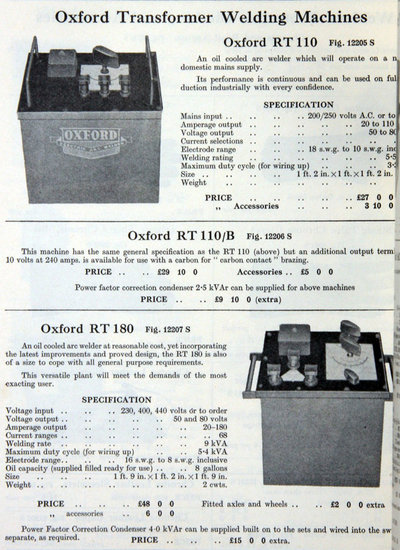 Oxford Transformer Welding Machines
Oxford RT 110 Fig. 12205 S
An oil cooled arc welder which will operate on a n
domestic mains supply.
Its performance is continuous and can be used on ful
duction industrially with every confidence.
SPECIFICATION
Mains input .. .. .. .. 200/250 volts A.C. or to
Amperage output .. .. .. .. .. 20 to 110
Voltage output .. .. .. .. .. 50 to 80
Current selections .. .. .. .. ..
Electrode range .. .. 18 s.w.g. to 10 s.w.g. inc
Welding rating .. .. .. .. .. 5·5
Maximum duty cycle (for wiring up) .. .. 3·
Size .. .. .. .. 1 ft. 2 in. × 1 ft. × 1 ft. 2 in.
Weight .. .. .. .. ..
PRICE .. .. .. .. £27 0 0
„ Accessories .. .. .. 3 10 0
OXFORD
Oxford RT 110/B Fig. 12206 S
This machine has the same general specification as the RT 110 (above) but an additional output term
10 volts at 240 amps. is available for use with a carbon for " carbon contact " brazing.
PRICE .. .. £29 10 0 Accessories .. £5 0 0
Power factor correction condenser 2·5 kVAr can be supplied for above machines
PRICE .. .. £9 10 0 (extra)
Oxford RT 180 Fig. 12207 S
An oil cooled arc welder at reasonable cost, yet incorporating
the latest improvements and proved design, the RT 180 is also
of a size to cope with all general purpose requirements.
This versatile plant will meet the demands of the most
exacting user.
SPECIFICATION
Voltage input .. .. .. 230, 400, 440 volts or to order
Voltage output .. .. .. .. 50 and 80 volts
Amperage output .. .. .. .. 20–180
Current ranges .. .. .. .. .. 68
Welding rate .. .. .. .. .. 9 kVA
Maximum duty cycle (for wiring up) .. .. 5·4 kVA
Electrode range.. .. .. 16 s.w.g. to 8 s.w.g. inclusive
Oil capacity (supplied filled ready for use) .. .. 8 gallons
Size .. .. .. .. 1 ft. 9 in. × 1 ft. 2 in. × 1 ft. 9 in.
Weight .. .. .. .. .. .. 2 cwts.
PRICE .. .. .. £48 0 0 Fitted axles and wheels .. .. £2 0 0 extra
„ accessories .. 6 0 0
Power Factor Correction Condenser 4·0 kVAr can be supplied built on to the sets and wired into the sw
separate, as required. PRICE .. .. .. £15 0 0 extra.